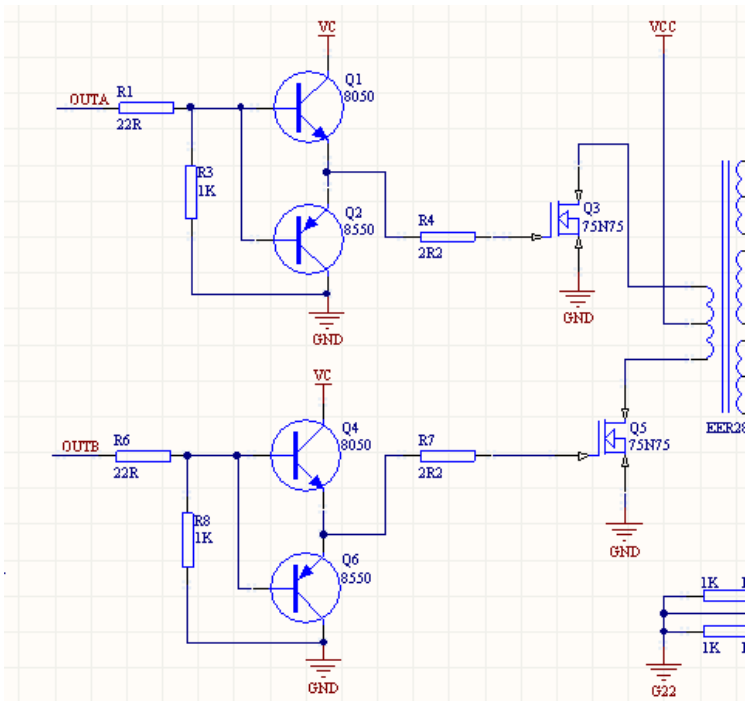 VC
VCC
OUTA
R1
22R
Q1
8050
R3
1K
Q2
8550
R4
2R2
Q3
75N75
GND
GND
VC
OUTB
R6
22R
Q4
8050
R7
2R2
Q5
75N75
EER28
R8
1K
Q6
8550
GND
GND
1K
1K
G22